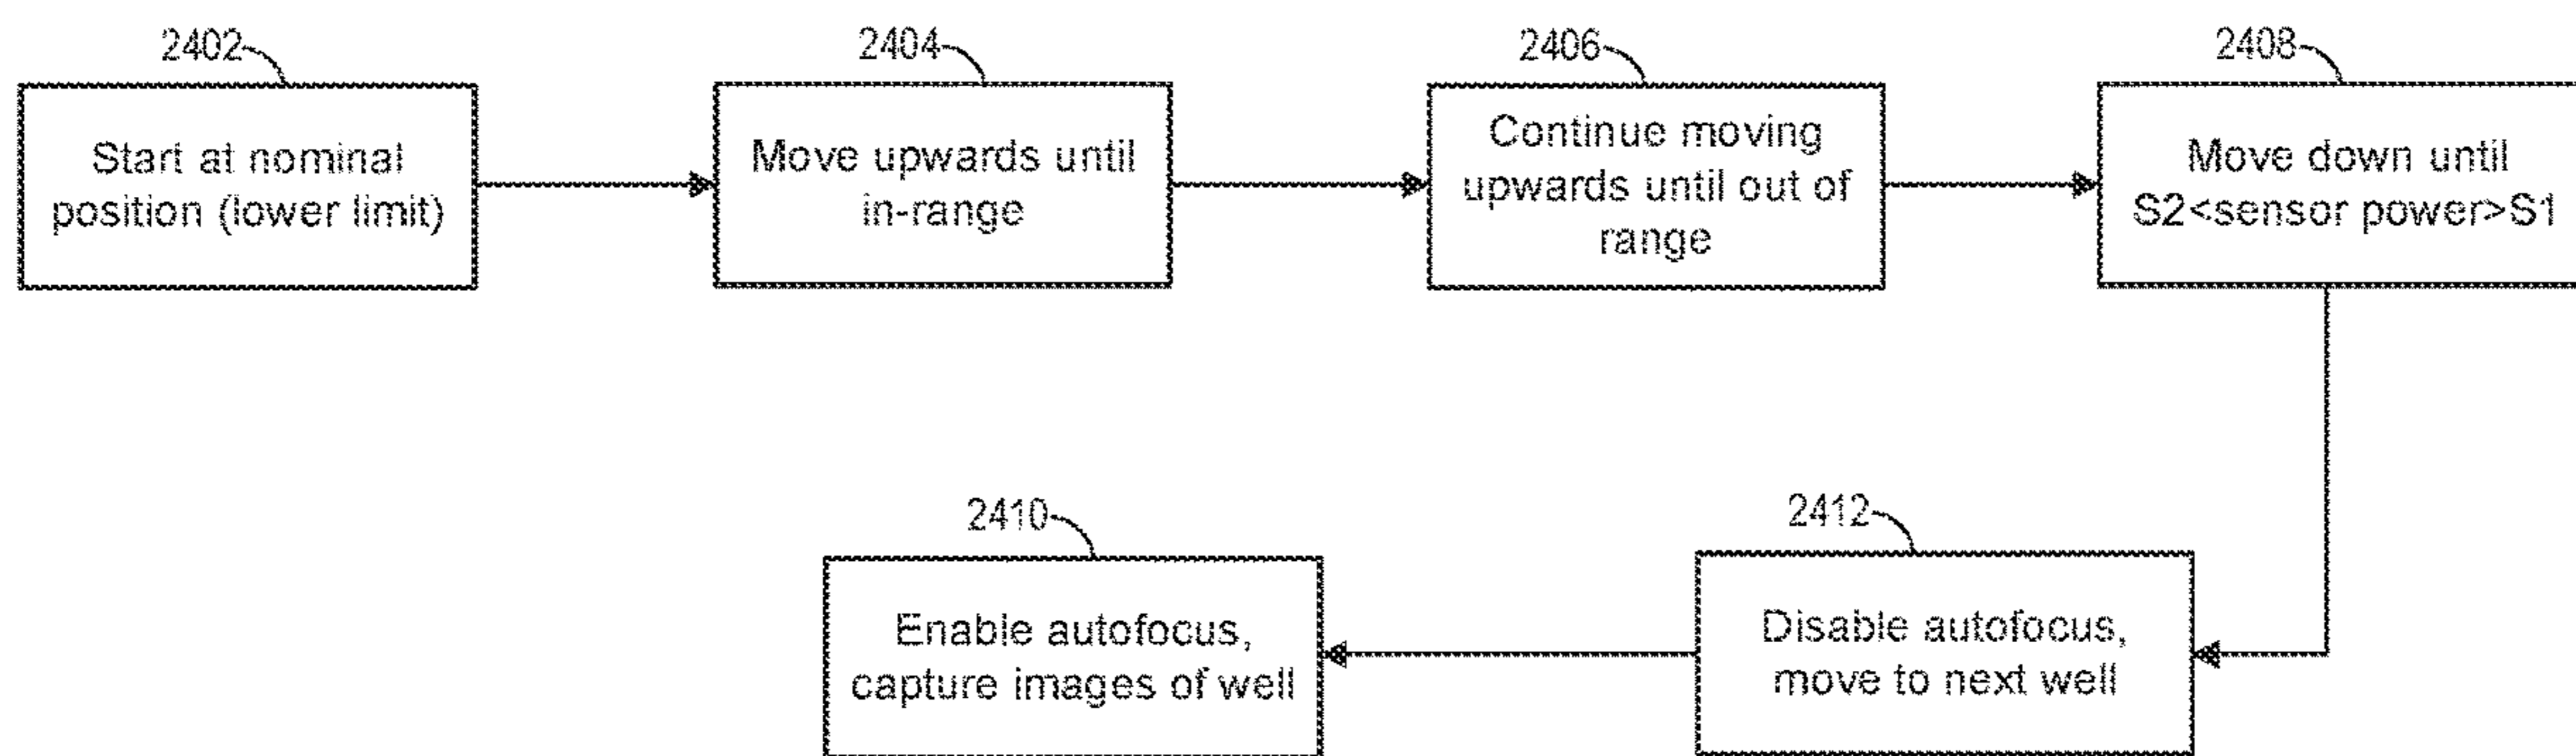 2402
Start at nominal
position (lower limit)
2404
Move upwards until
in-range
2406
Continue moving
upwards until out of
range
2408
Move down until
S2<sensor power>S1
2410
Enable autofocus,
capture images of well
2412
Disable autofocus,
move to next well